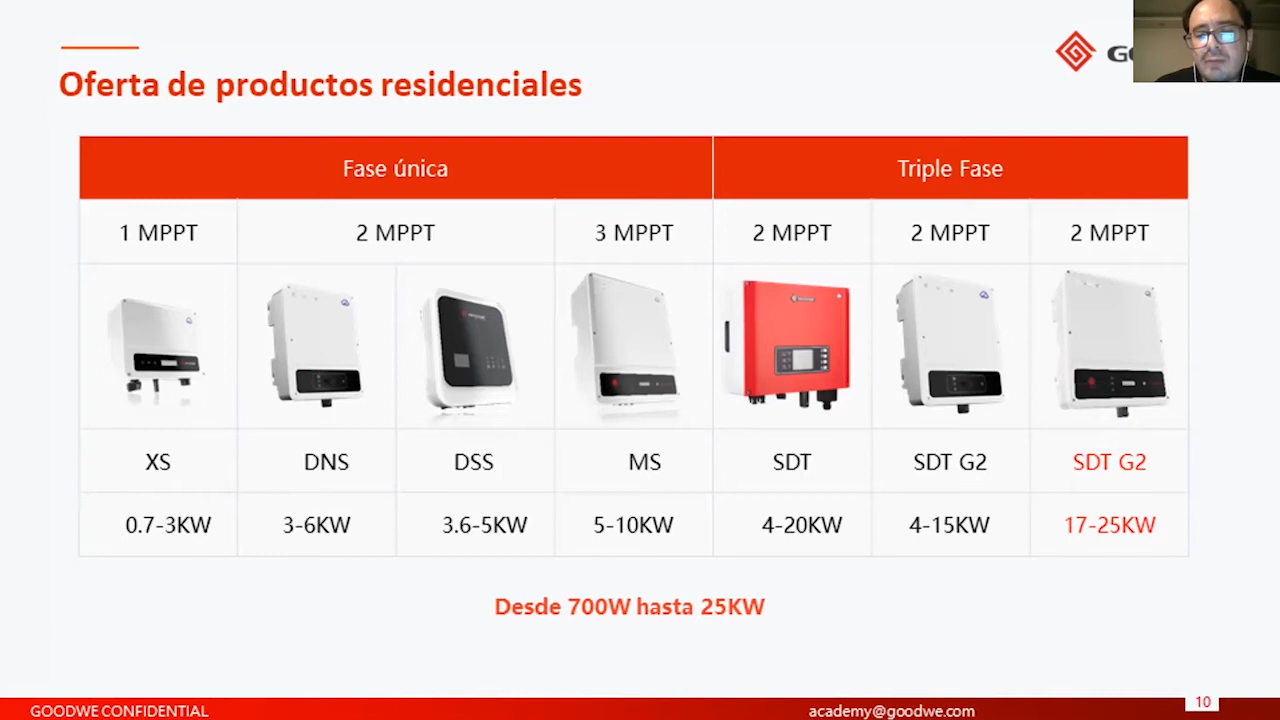 Oferta de productos residenciales
Fase única Triple Fase
1 MPPT 2 MPPT 3 MPPT 2 MPPT 2 MPPT 2 MPPT
XS DNS DSS MS SDT SDT G2 SDT G2
0.7-3KW 3-6KW 3.6-5KW 5-10KW 4-20KW 4-15KW 17-25KW
Desde 700W hasta 25KW
10
GOODWE CONFIDENTIAL academy@goodwe.com